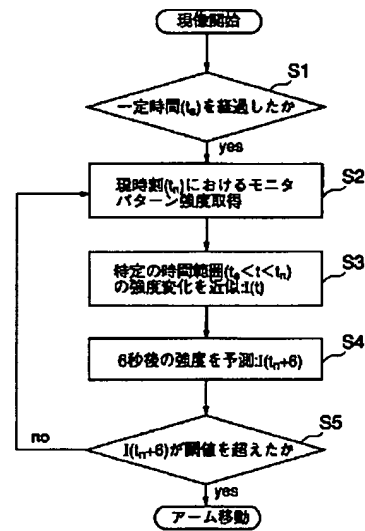 現像開始
S1
一定時間(ta)を経過したか
yes
S2
現時刻(tn)におけるモニタ
パターン強度取得
S3
特定の時間範囲(ta<t<tn)
の強度変化を近似:I(t)
S4
6秒後の強度を予測:I(tn+6)
S5
I(tn+6)が閾値を超えたか
no
yes
アーム移動